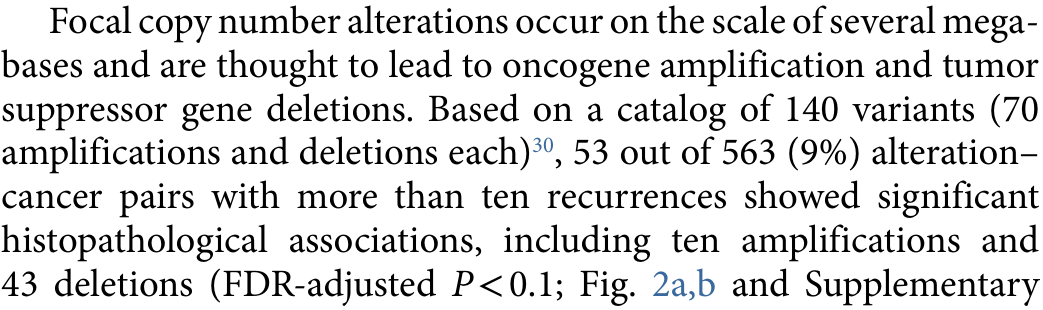 Focal copy number alterations occur on the scale of several mega-
bases and are thought to lead to oncogene amplification and tumor
suppressor gene deletions. Based on a catalog of 140 variants (70
amplifications and deletions each)30, 53 out of 563 (9%) alteration–
cancer pairs with more than ten recurrences showed significant
histopathological associations, including ten amplifications and
43 deletions (FDR-adjusted P < 0.1; Fig. 2a,b and Supplementary